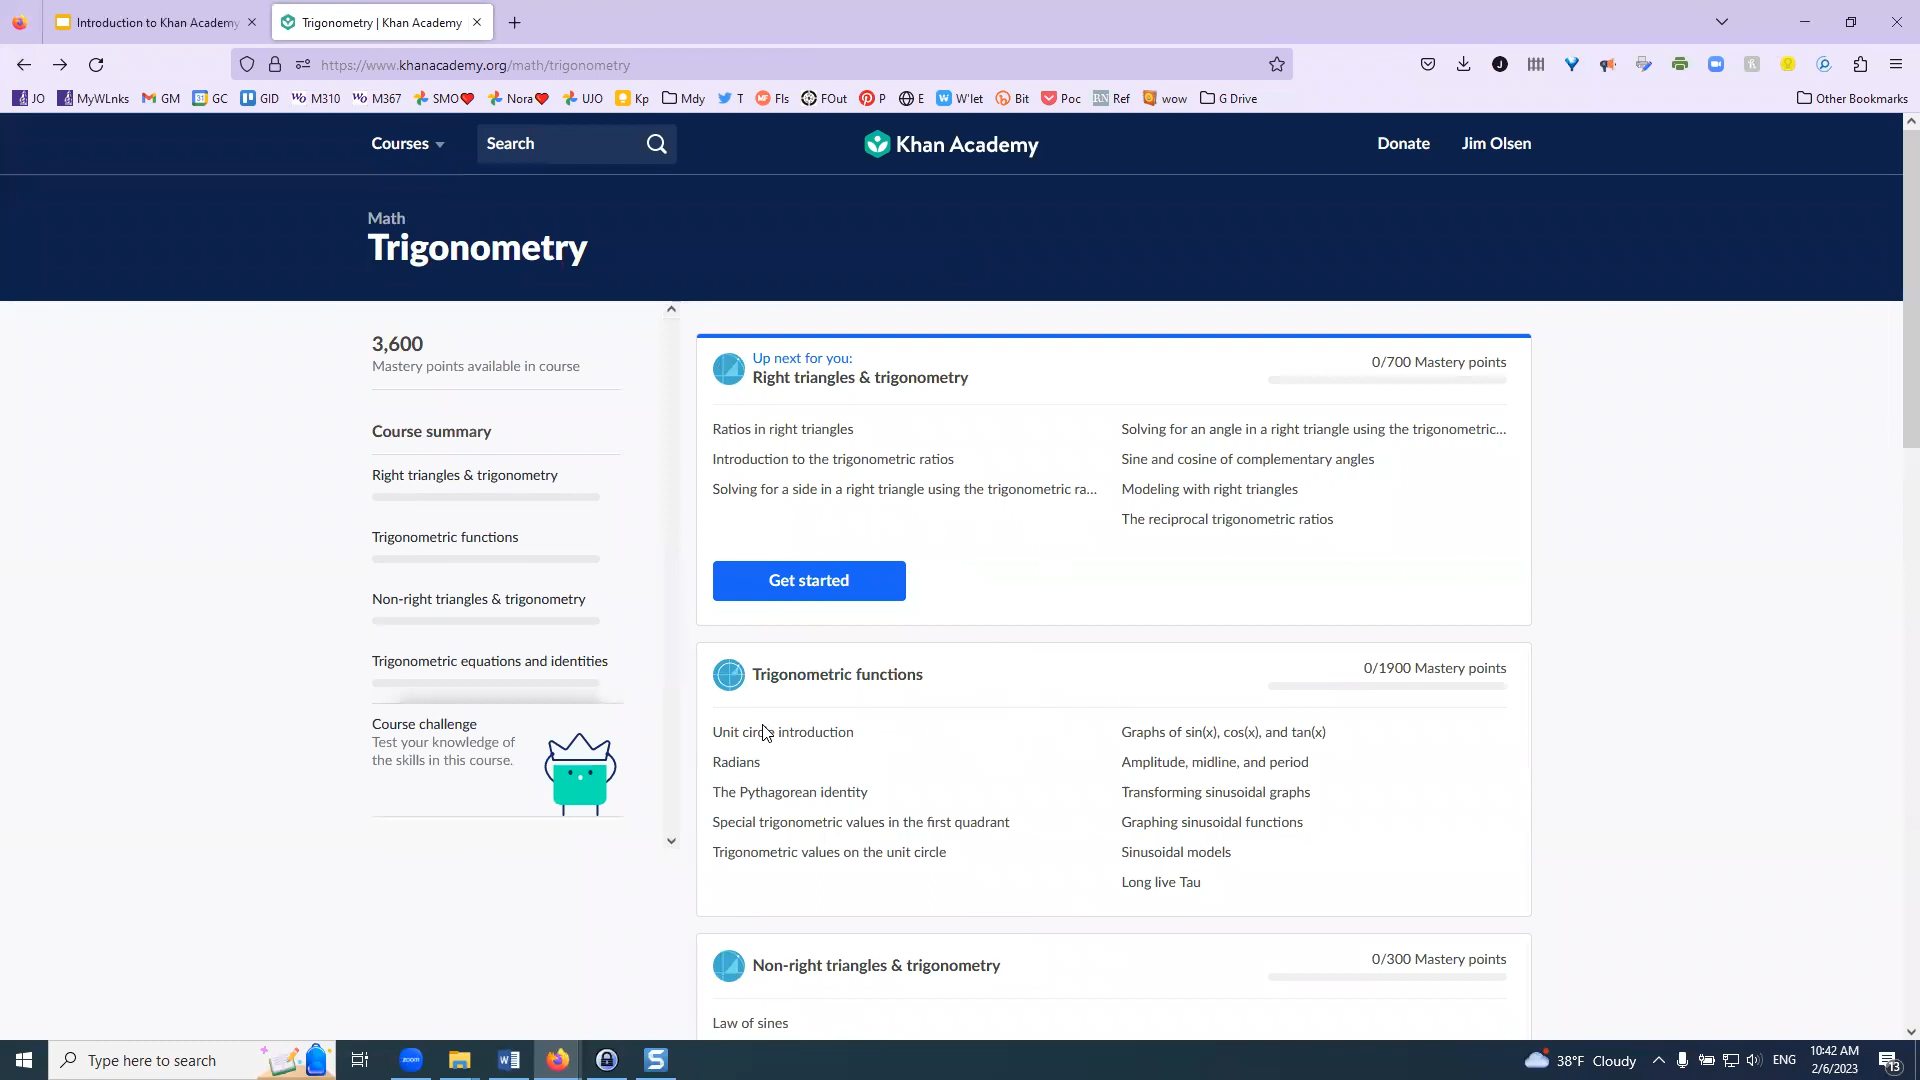 Introduction to Khan Academy
Trigonometry | Khan Academy
https://www.khanacademy.org/math/trigonometry
JO MyWLnks GM GC GID M310 M367 SMO Nora UJO Kp Mdy T FIs FOut P E W'let Bit Poc Ref wow G Drive Other Bookmarks
Courses Search Khan Academy Donate Jim Olsen
Math
Trigonometry
3,600
Mastery points available in course
Course summary
Right triangles & trigonometry
Trigonometric functions
Non-right triangles & trigonometry
Trigonometric equations and identities
Course challenge
Test your knowledge of
the skills in this course.
Up next for you:
Right triangles & trigonometry
0/700 Mastery points
Ratios in right triangles
Introduction to the trigonometric ratios
Solving for a side in a right triangle using the trigonometric ra...
Solving for an angle in a right triangle using the trigonometric...
Sine and cosine of complementary angles
Modeling with right triangles
The reciprocal trigonometric ratios
Get started
Trigonometric functions
0/1900 Mastery points
Unit circle introduction
Radians
The Pythagorean identity
Special trigonometric values in the first quadrant
Trigonometric values on the unit circle
Graphs of sin(x), cos(x), and tan(x)
Amplitude, midline, and period
Transforming sinusoidal graphs
Graphing sinusoidal functions
Sinusoidal models
Long live Tau
Non-right triangles & trigonometry
0/300 Mastery points
Law of sines
Type here to search
zoom
38°F Cloudy
ENG
10:42 AM
2/6/2023
13